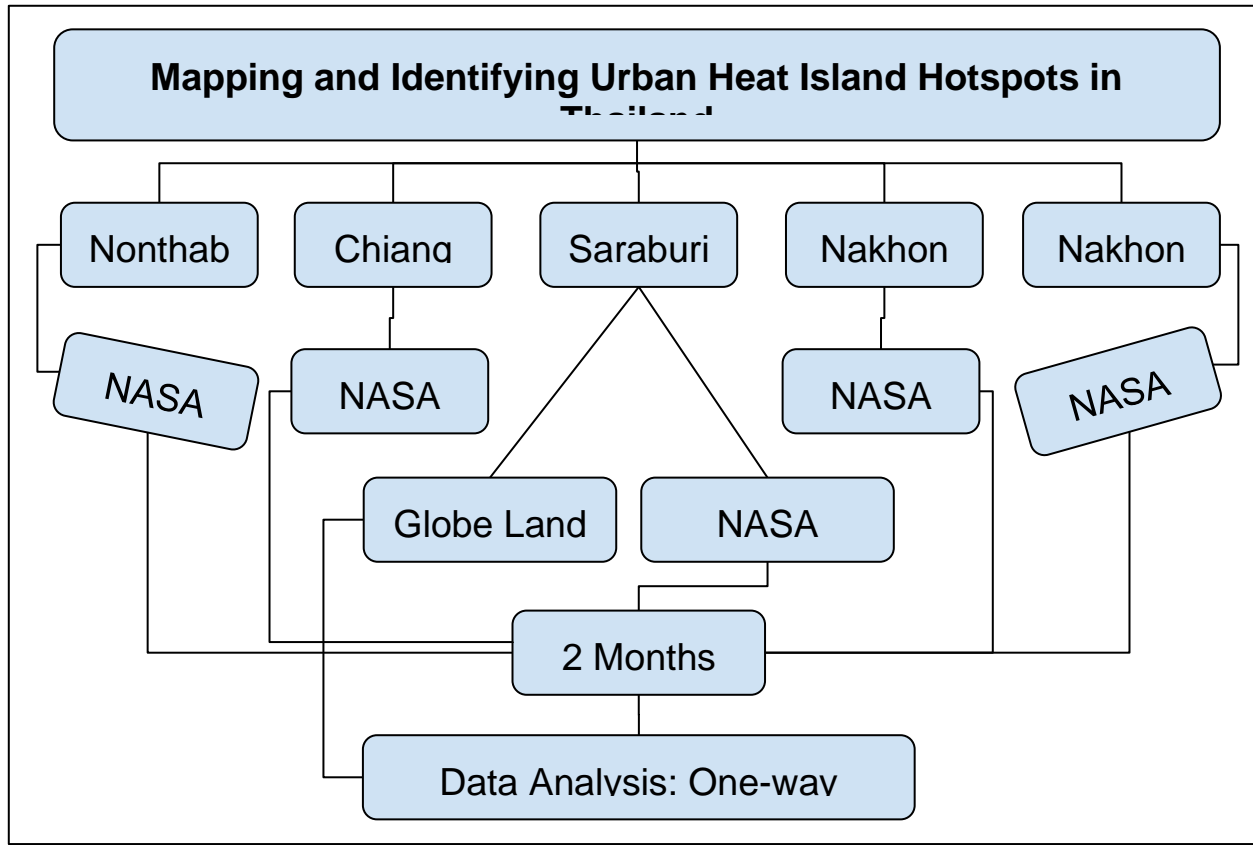 Mapping and Identifying Urban Heat Island Hotspots in
Thailand
Nonthab
Chiang
Saraburi
Nakhon
Nakhon
NASA
NASA
NASA
NASA
Globe Land
NASA
2 Months
Data Analysis: One-way